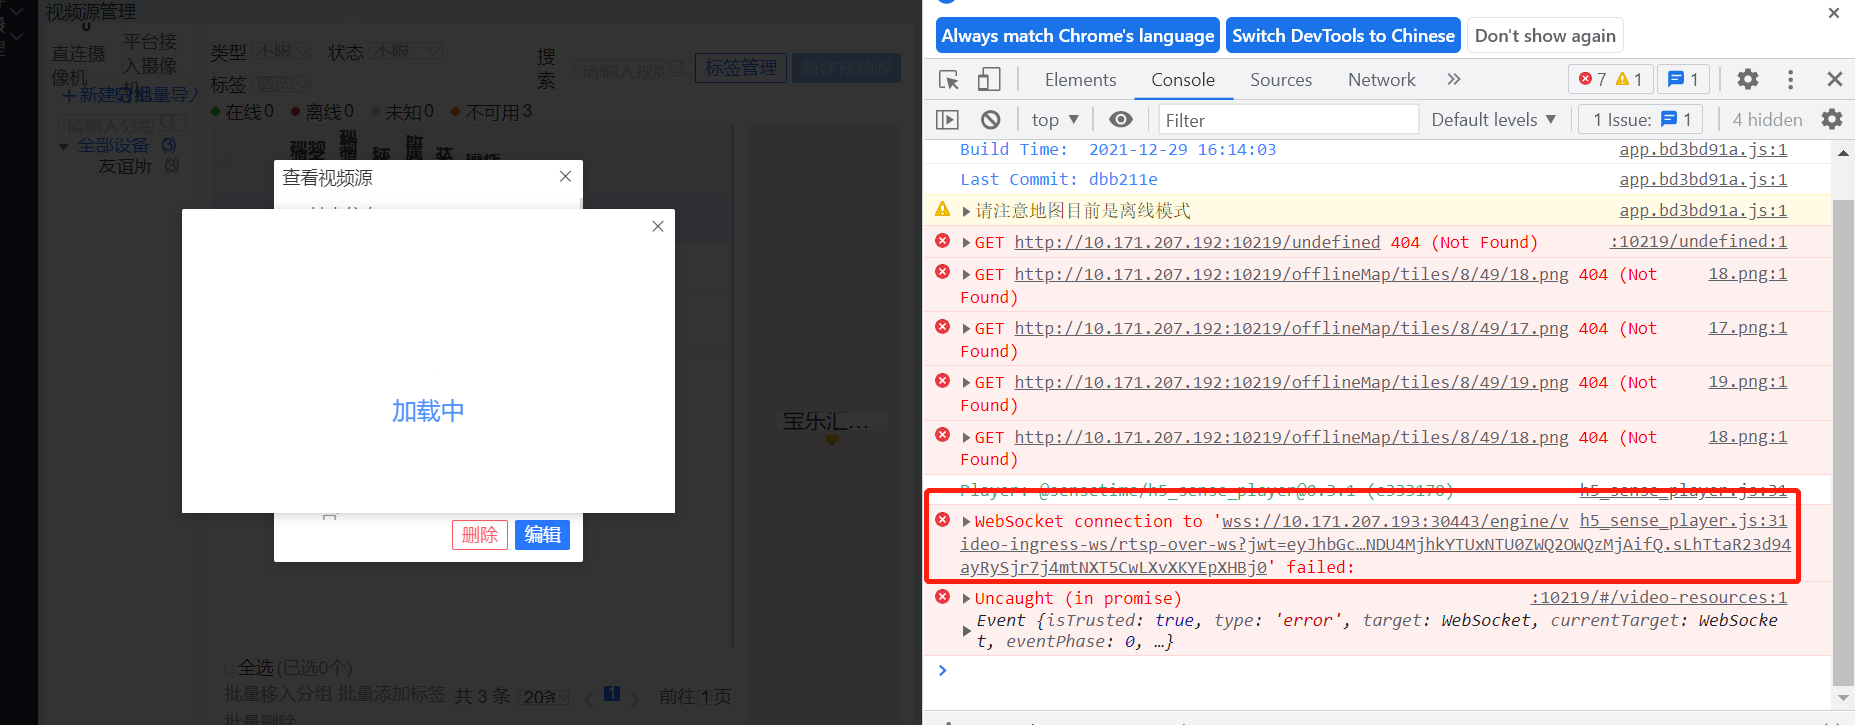 视频源管理
直连摄像机
平台接入摄像机
类型 不限
状态 不限
搜索
请输入视频
标签管理
新建视频源
标签 请选
+新建分组
批量导入
在线0 离线0 未知0 不可用3
请输入分组
全部设备 (3)
友谊所 (3)
查看视频源
加载中
删除 编辑
宝乐汇...
全选(已选0个)
批量移入分组 批量添加标签 共 3 条 20条 1 前往 1 页
批量删除
Always match Chrome's language Switch DevTools to Chinese Don't show again
Elements Console Sources Network 7 1 1
top Filter Default levels 1 Issue: 1 4 hidden
Build Time: 2021-12-29 16:14:03 app.bd3bd91a.js:1
Last Commit: dbb211e app.bd3bd91a.js:1
请注意地图目前是离线模式 app.bd3bd91a.js:1
GET http://10.171.207.192:10219/undefined 404 (Not Found) :10219/undefined:1
GET http://10.171.207.192:10219/offlineMap/tiles/8/49/18.png 404 (Not 18.png:1
Found)
GET http://10.171.207.192:10219/offlineMap/tiles/8/49/17.png 404 (Not 17.png:1
Found)
GET http://10.171.207.192:10219/offlineMap/tiles/8/49/19.png 404 (Not 19.png:1
Found)
GET http://10.171.207.192:10219/offlineMap/tiles/8/49/18.png 404 (Not 18.png:1
Found)
Player: @sensetime/h5_sense_player@0.3.1 (c333170) h5_sense_player.js:31
WebSocket connection to 'wss://10.171.207.193:30443/engine/v h5_sense_player.js:31
ideo-ingress-ws/rtsp-over-ws?jwt=eyJhbGc…NDU4MjhkYTUxNTU0ZWQ2OWQzMjAifQ.sLhTtaR23d94
ayRySjr7j4mtNXT5CwLXvXKYEpXHBj0' failed:
Uncaught (in promise) :10219/#/video-resources:1
Event {isTrusted: true, type: 'error', target: WebSocket, currentTarget: WebSocke
t, eventPhase: 0, …}